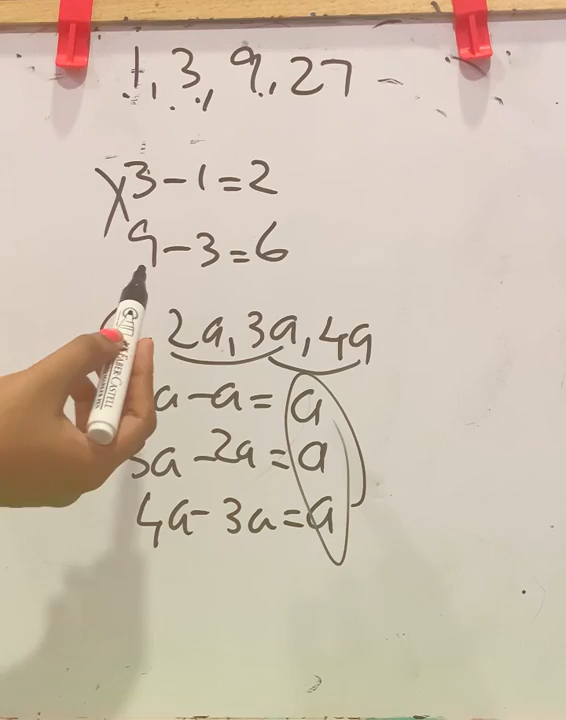 1, 3, 9, 27 -
3-1=2
9-3=6
2a, 3a, 4a
a-a= a
3a-2a=a
4a-3a=a
FABER CASTELL